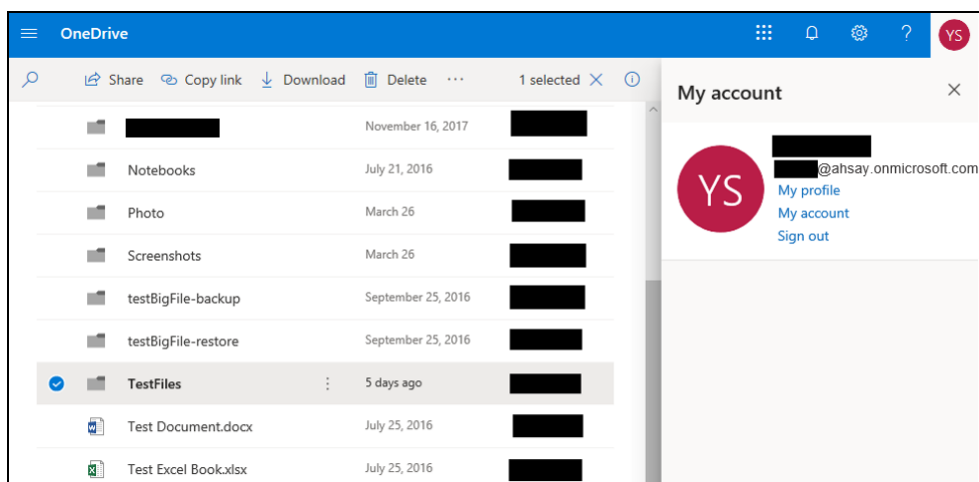 OneDrive
YS
Share Copy link Download Delete ... 1 selected
My account
November 16, 2017
@ahsay.onmicrosoft.com
YS
My profile
My account
Sign out
Notebooks July 21, 2016
Photo March 26
Screenshots March 26
testBigFile-backup September 25, 2016
testBigFile-restore September 25, 2016
TestFiles 5 days ago
Test Document.docx July 25, 2016
Test Excel Book.xlsx July 25, 2016